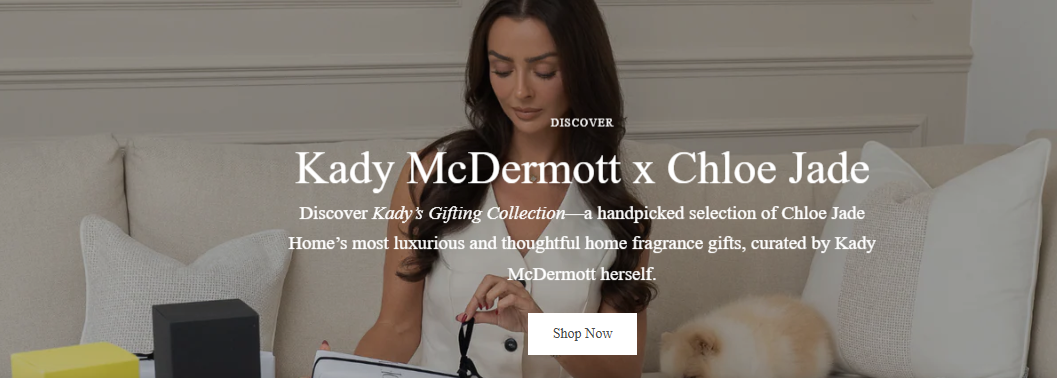 DISCOVER
Kady McDermott x Chloe Jade
Discover Kady's Gifting Collection—a handpicked selection of Chloe Jade
Home's most luxurious and thoughtful home fragrance gifts, curated by Kady
McDermott herself.
Shop Now